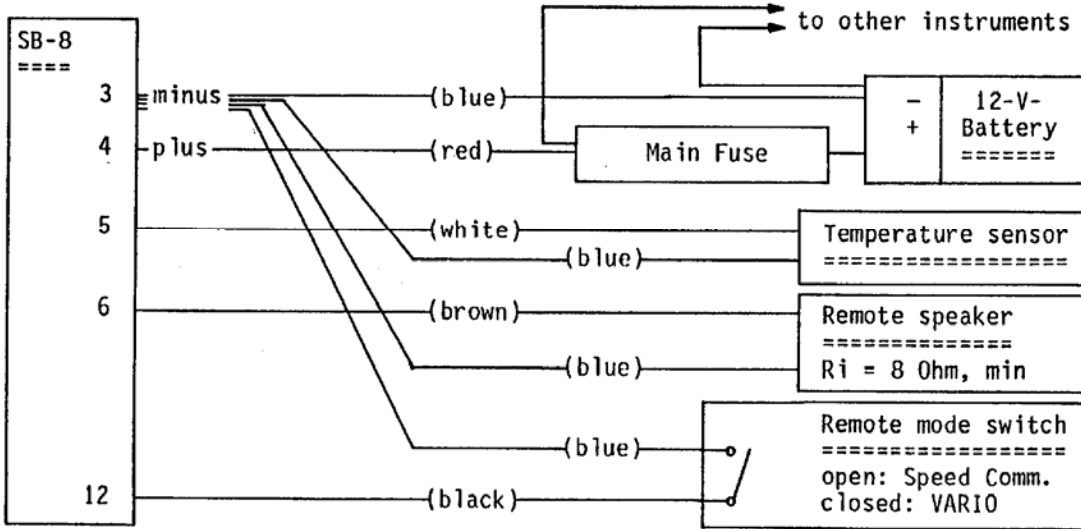 to other instruments
SB-8
====
3 minus (blue) - 12-V-
+ Battery
=======
4 plus (red) Main Fuse
5 (white) Temperature sensor
==================
(blue)
6 (brown) Remote speaker
==============
(blue) Ri = 8 Ohm, min
Remote mode switch
==================
(blue) open: Speed Comm.
12 (black) closed: VARIO